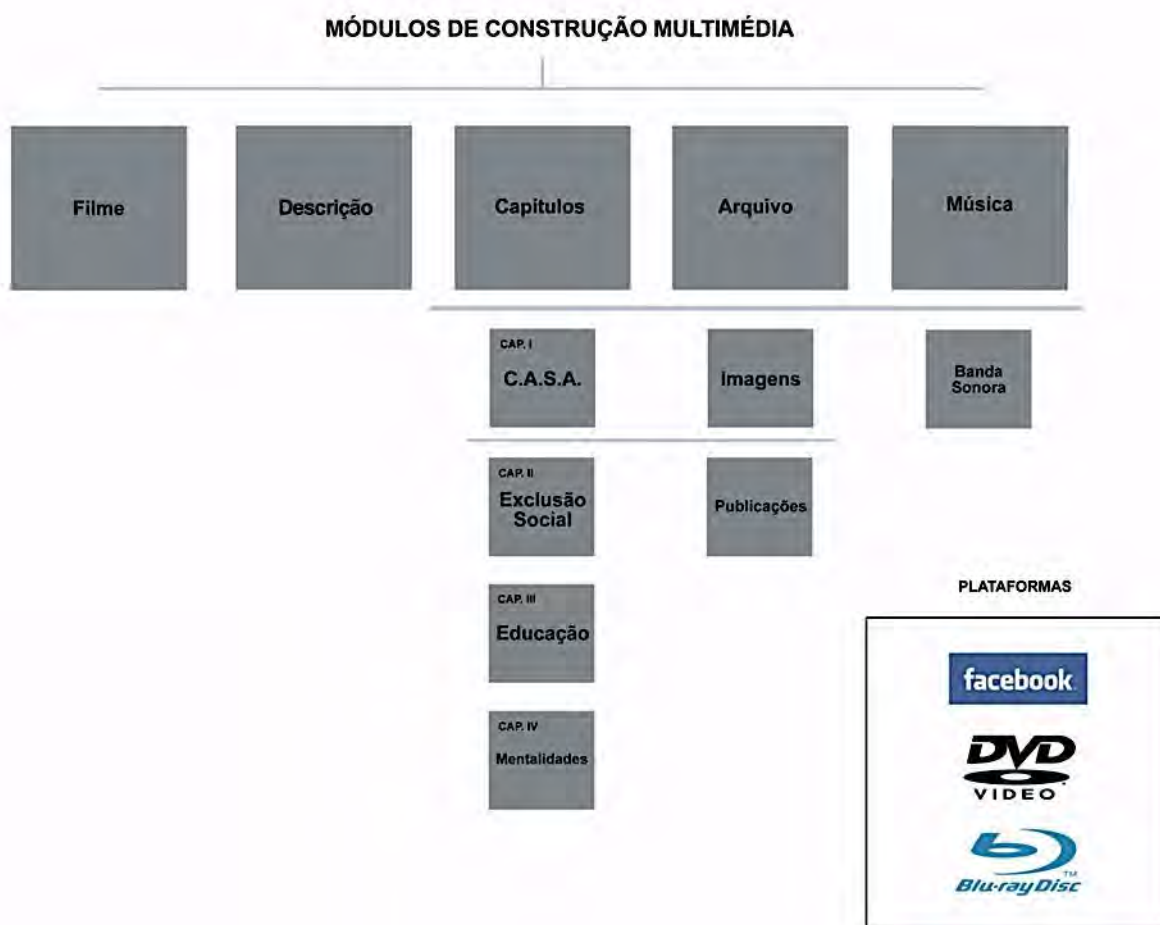 MÓDULOS DE CONSTRUÇÃO MULTIMÉDIA
Filme
Descrição
Capitulos
Arquivo
Música
CAP. I
C.A.S.A.
Imagens
Banda
Sonora
CAP. II
Exclusão
Social
Publicações
CAP. III
Educação
CAP. IV
Mentalidades
PLATAFORMAS
facebook
DVD
VIDEO
Blu-ray Disc
TM